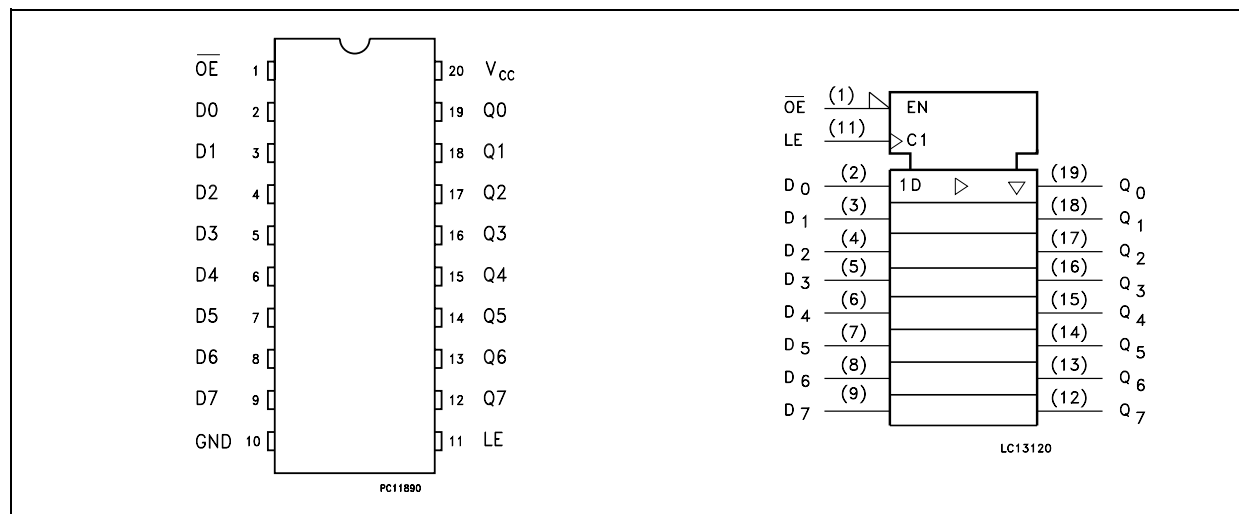 O̅E̅ 1 20 VCC
D0 2 19 Q0
D1 3 18 Q1
D2 4 17 Q2
D3 5 16 Q3
D4 6 15 Q4
D5 7 14 Q5
D6 8 13 Q6
D7 9 12 Q7
GND 10 11 LE
PC11890
O̅E̅ (1) EN
LE (11) C1
D0 (2) 1D (19) Q0
D1 (3) (18) Q1
D2 (4) (17) Q2
D3 (5) (16) Q3
D4 (6) (15) Q4
D5 (7) (14) Q5
D6 (8) (13) Q6
D7 (9) (12) Q7
LC13120